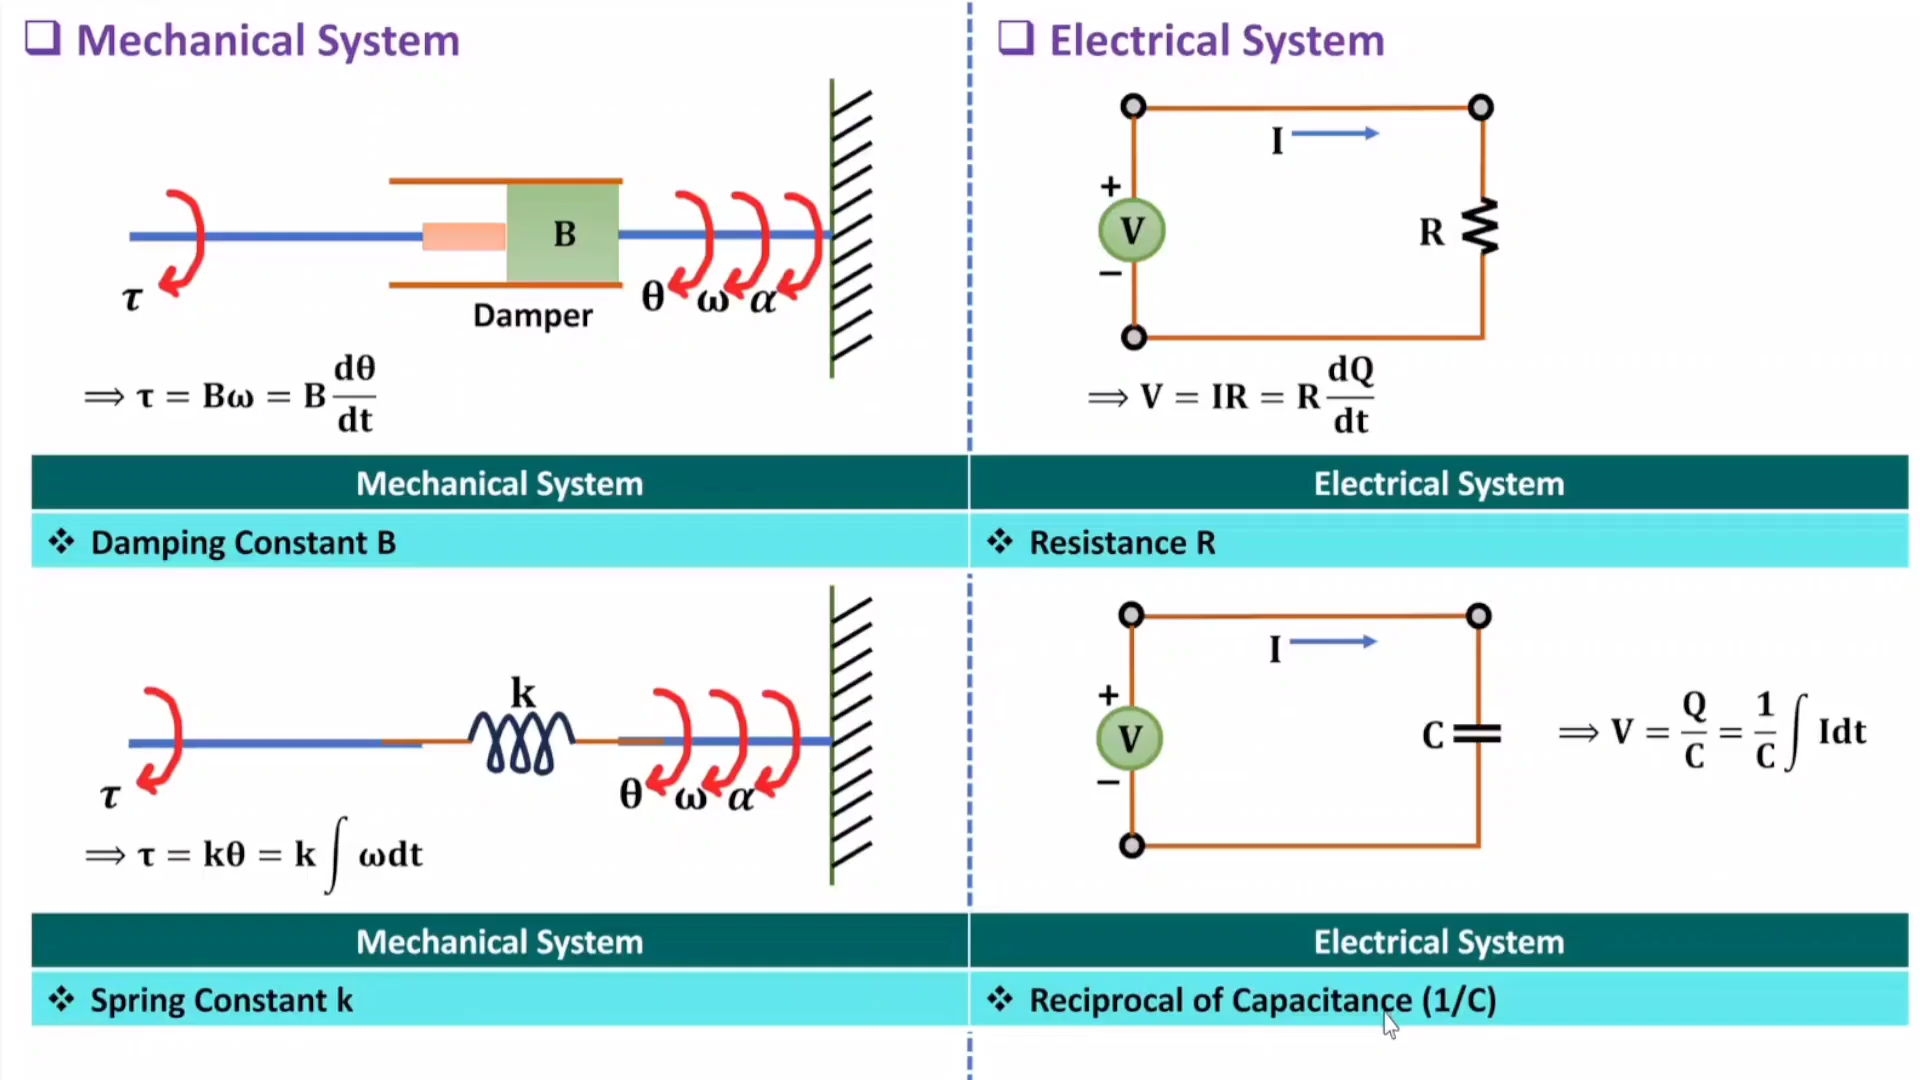 ❑ Mechanical System
τ
B
Damper
θ ω α
⟹ τ = Bω = B dθ/dt
❑ Electrical System
I
+
V
−
R
⟹ V = IR = R dQ/dt
Mechanical System
Electrical System
❖ Damping Constant B
❖ Resistance R
k
τ
θ ω α
⟹ τ = kθ = k ∫ ωdt
I
+
V
−
C
⟹ V = Q/C = 1/C ∫ Idt
Mechanical System
Electrical System
❖ Spring Constant k
❖ Reciprocal of Capacitance (1/C)